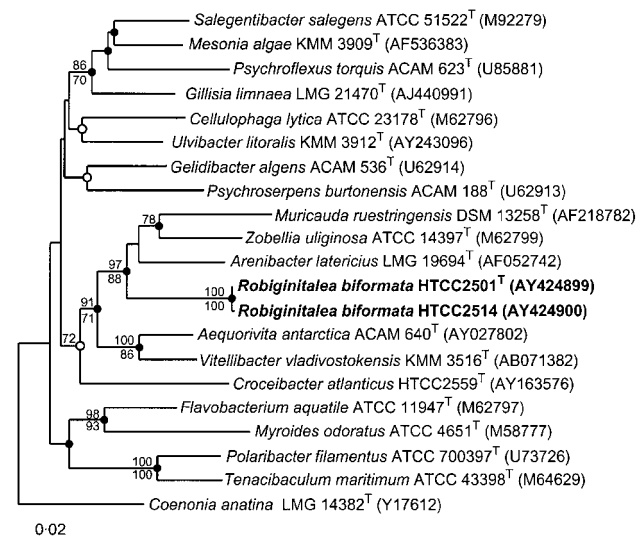 Salegentibacter salegens ATCC 51522T (M92279)
Mesonia algae KMM 3909T (AF536383)
Psychroflexus torquis ACAM 623T (U85881)
86
70
Gillisia limnaea LMG 21470T (AJ440991)
Cellulophaga lytica ATCC 23178T (M62796)
Ulvibacter litoralis KMM 3912T (AY243096)
Gelidibacter algens ACAM 536T (U62914)
Psychroserpens burtonensis ACAM 188T (U62913)
78
Muricauda ruestringensis DSM 13258T (AF218782)
Zobellia uliginosa ATCC 14397T (M62799)
97
88
Arenibacter latericius LMG 19694T (AF052742)
100
100
Robiginitalea biformata HTCC2501T (AY424899)
Robiginitalea biformata HTCC2514 (AY424900)
91
71
100
86
Aequorivita antarctica ACAM 640T (AY027802)
72
Vitellibacter vladivostokensis KMM 3516T (AB071382)
Croceibacter atlanticus HTCC2559T (AY163576)
98
93
Flavobacterium aquatile ATCC 11947T (M62797)
Myroides odoratus ATCC 4651T (M58777)
100
100
Polaribacter filamentus ATCC 700397T (U73726)
Tenacibaculum maritimum ATCC 43398T (M64629)
Coenonia anatina LMG 14382T (Y17612)
0·02